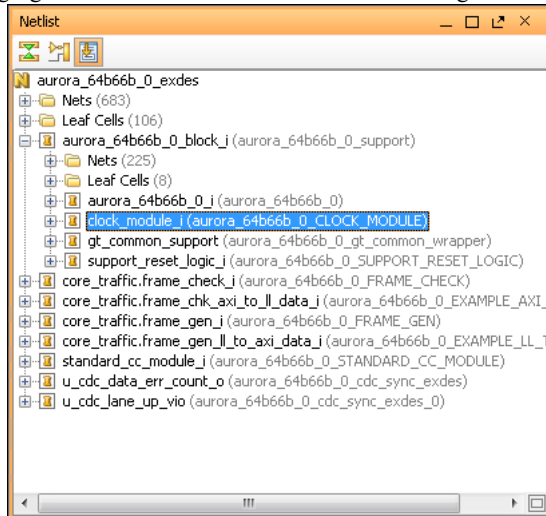 Netlist
aurora_64b66b_0_exdes
Nets (683)
Leaf Cells (106)
aurora_64b66b_0_block_i (aurora_64b66b_0_support)
Nets (225)
Leaf Cells (8)
aurora_64b66b_0_i (aurora_64b66b_0)
clock_module_i (aurora_64b66b_0_CLOCK_MODULE)
gt_common_support (aurora_64b66b_0_gt_common_wrapper)
support_reset_logic_i (aurora_64b66b_0_SUPPORT_RESET_LOGIC)
core_traffic.frame_check_i (aurora_64b66b_0_FRAME_CHECK)
core_traffic.frame_chk_axi_to_ll_data_i (aurora_64b66b_0_EXAMPLE_AXI_
core_traffic.frame_gen_i (aurora_64b66b_0_FRAME_GEN)
core_traffic.frame_gen_ll_to_axi_data_i (aurora_64b66b_0_EXAMPLE_LL_T
standard_cc_module_i (aurora_64b66b_0_STANDARD_CC_MODULE)
u_cdc_data_err_count_o (aurora_64b66b_0_cdc_sync_exdes)
u_cdc_lane_up_vio (aurora_64b66b_0_cdc_sync_exdes_0)